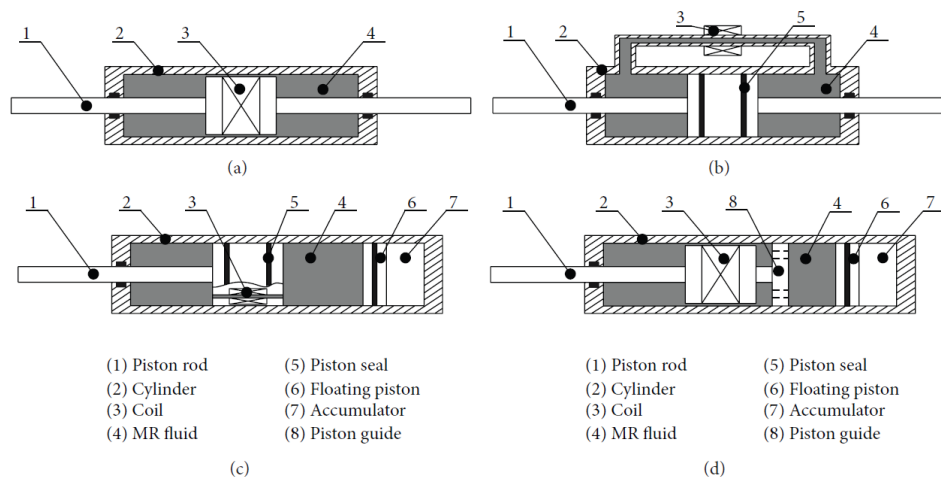 1 2 3 4
(a)
1 2 3 5 4
(b)
1 2 3 5 4 6 7
(1) Piston rod (5) Piston seal
(2) Cylinder (6) Floating piston
(3) Coil (7) Accumulator
(4) MR fluid (8) Piston guide
(c)
1 2 3 8 4 6 7
(1) Piston rod (5) Piston seal
(2) Cylinder (6) Floating piston
(3) Coil (7) Accumulator
(4) MR fluid (8) Piston guide
(d)